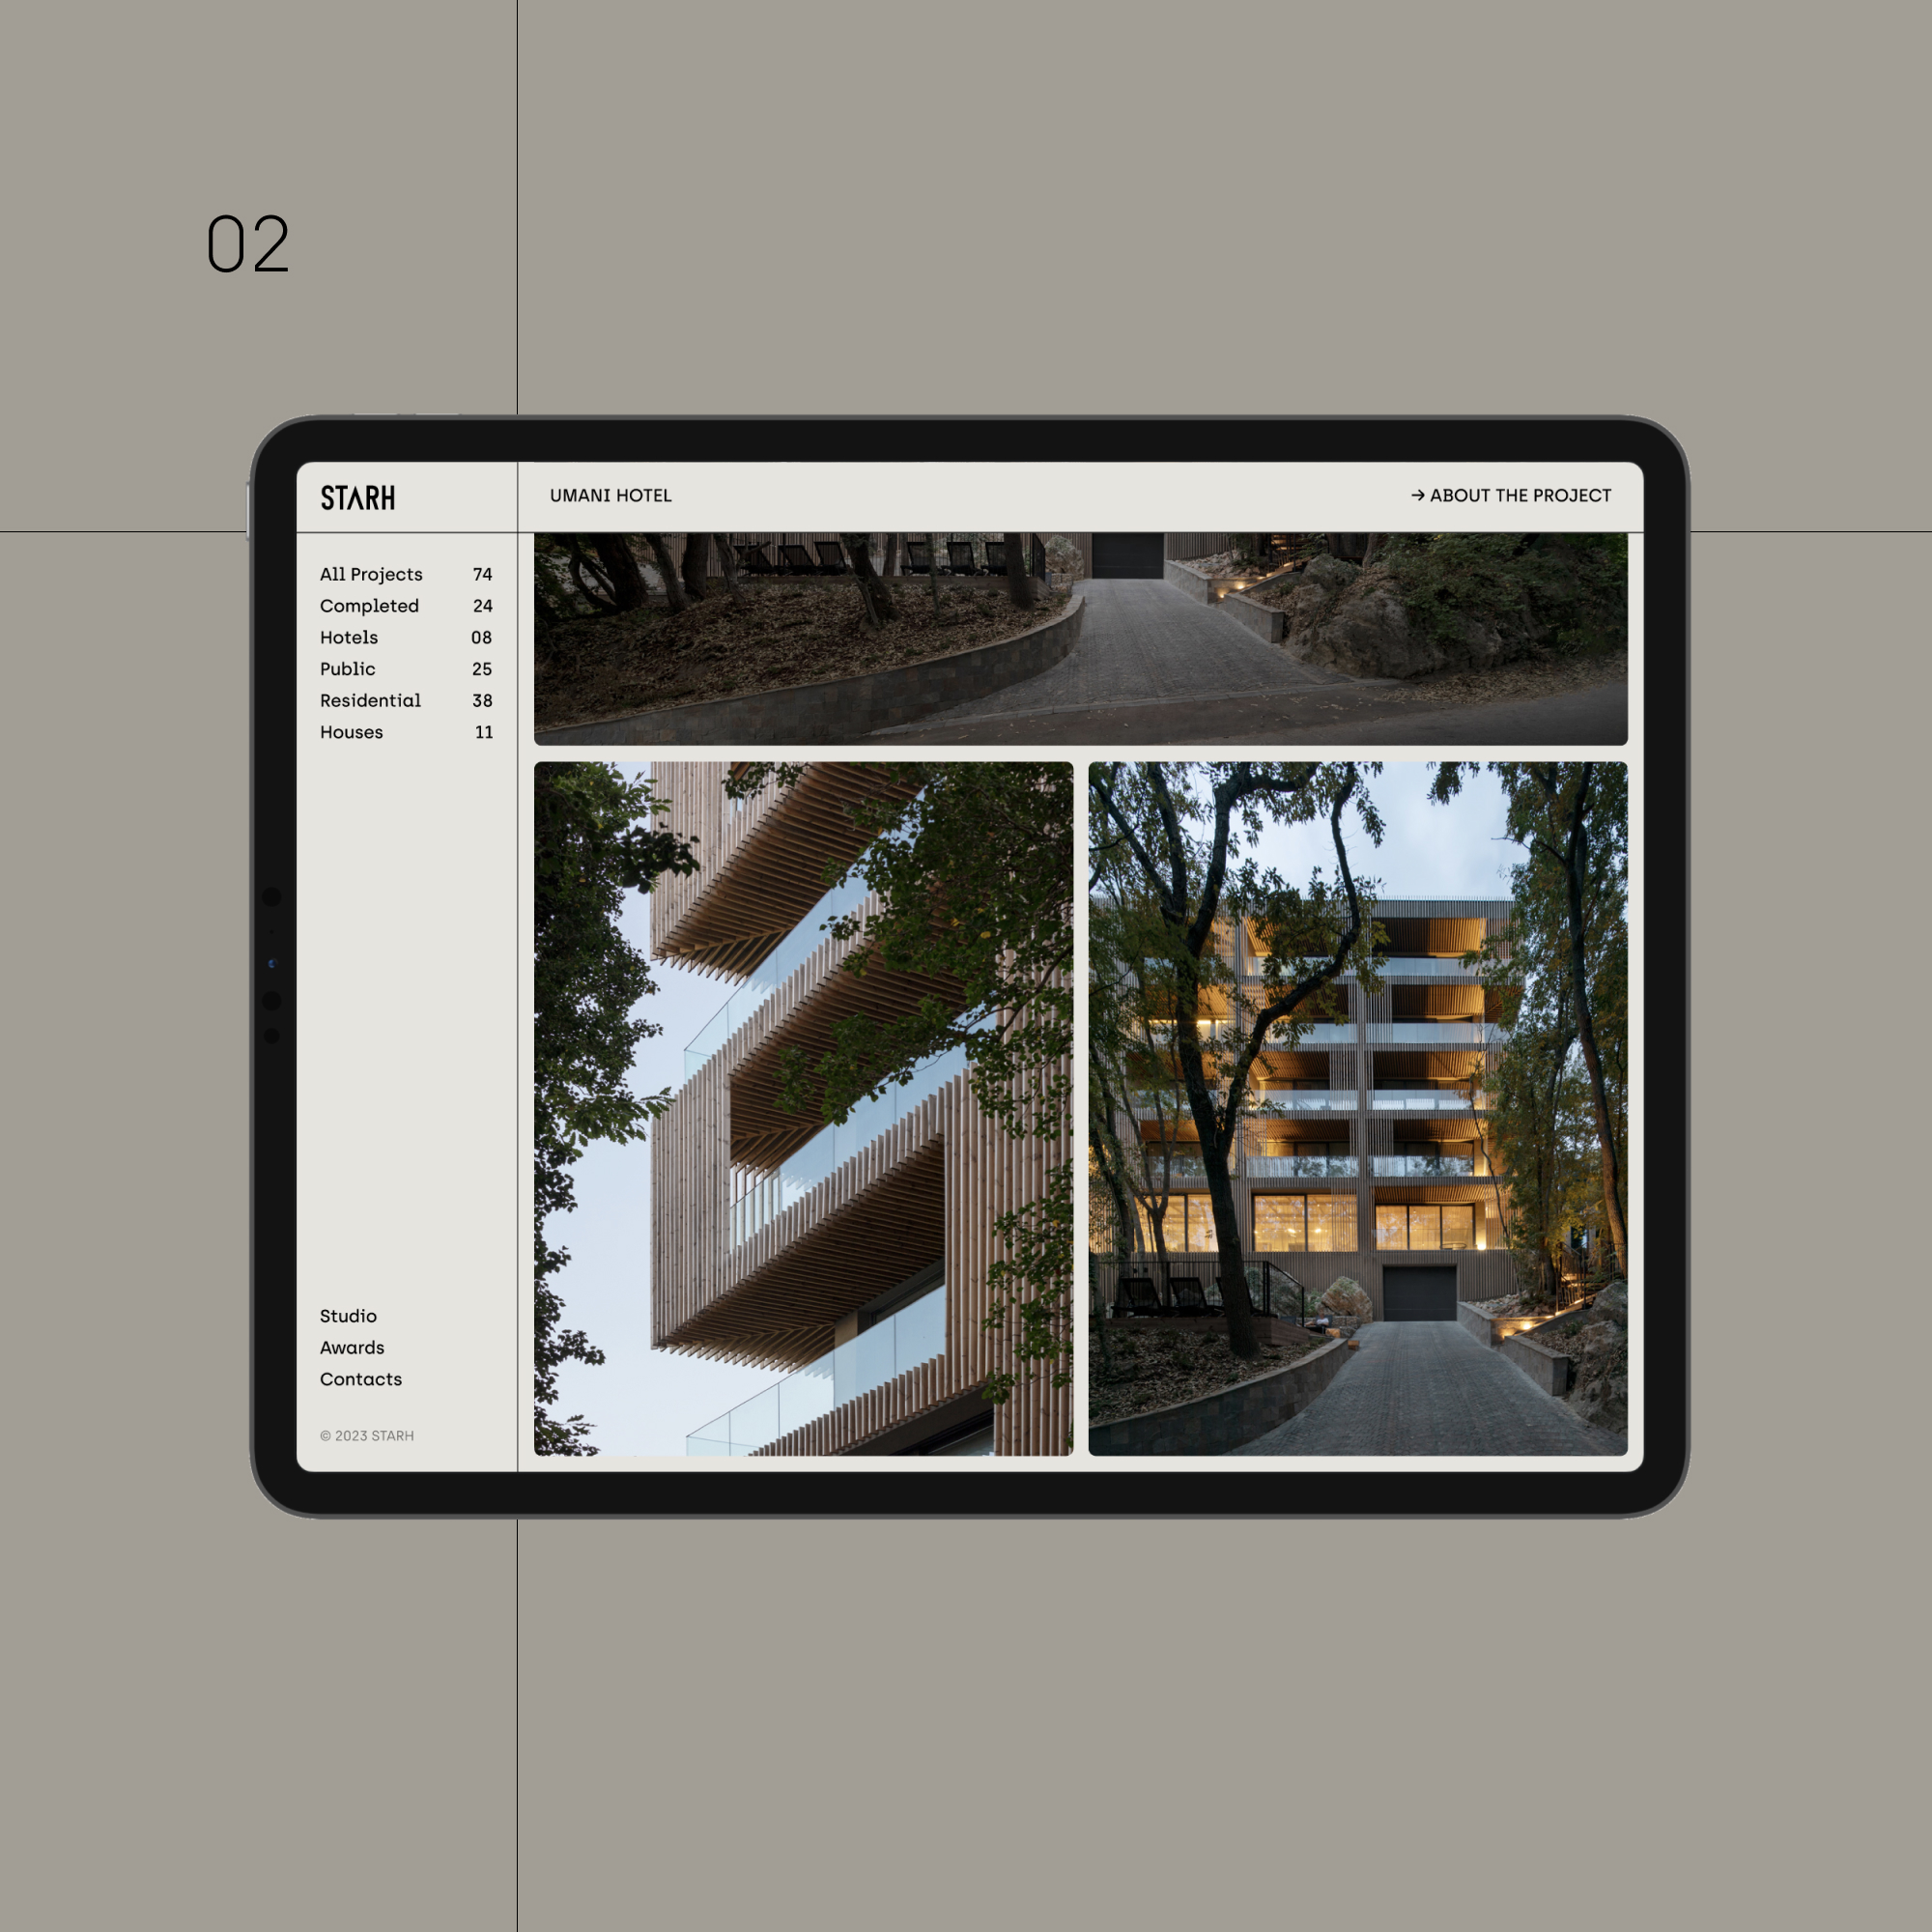 02
STARH
UMANI HOTEL
→ ABOUT THE PROJECT
All Projects 74
Completed 24
Hotels 08
Public 25
Residential 38
Houses 11
Studio
Awards
Contacts
© 2023 STARH